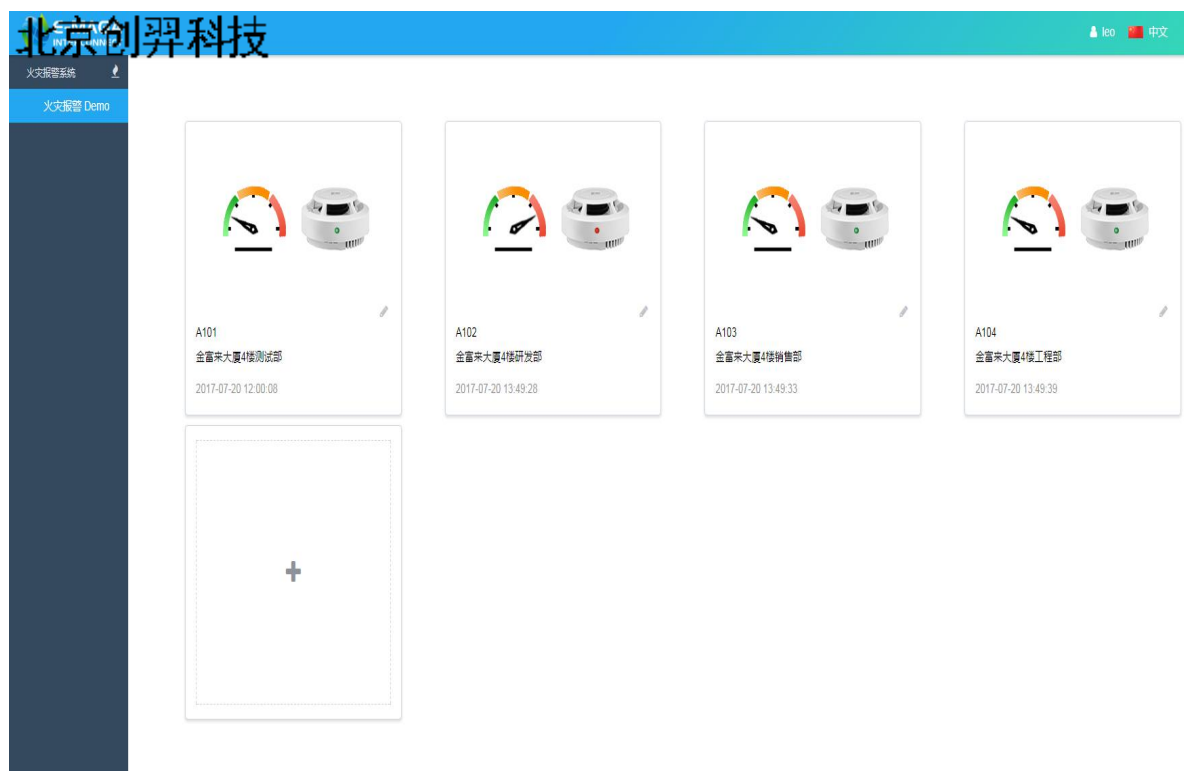 北京创羿科技
leo 中文
火灾报警系统
火灾报警 Demo
A101
金富来大厦4楼测试部
2017-07-20 12:00:08
A102
金富来大厦4楼研发部
2017-07-20 13:49:28
A103
金富来大厦4楼销售部
2017-07-20 13:49:33
A104
金富来大厦4楼工程部
2017-07-20 13:49:39